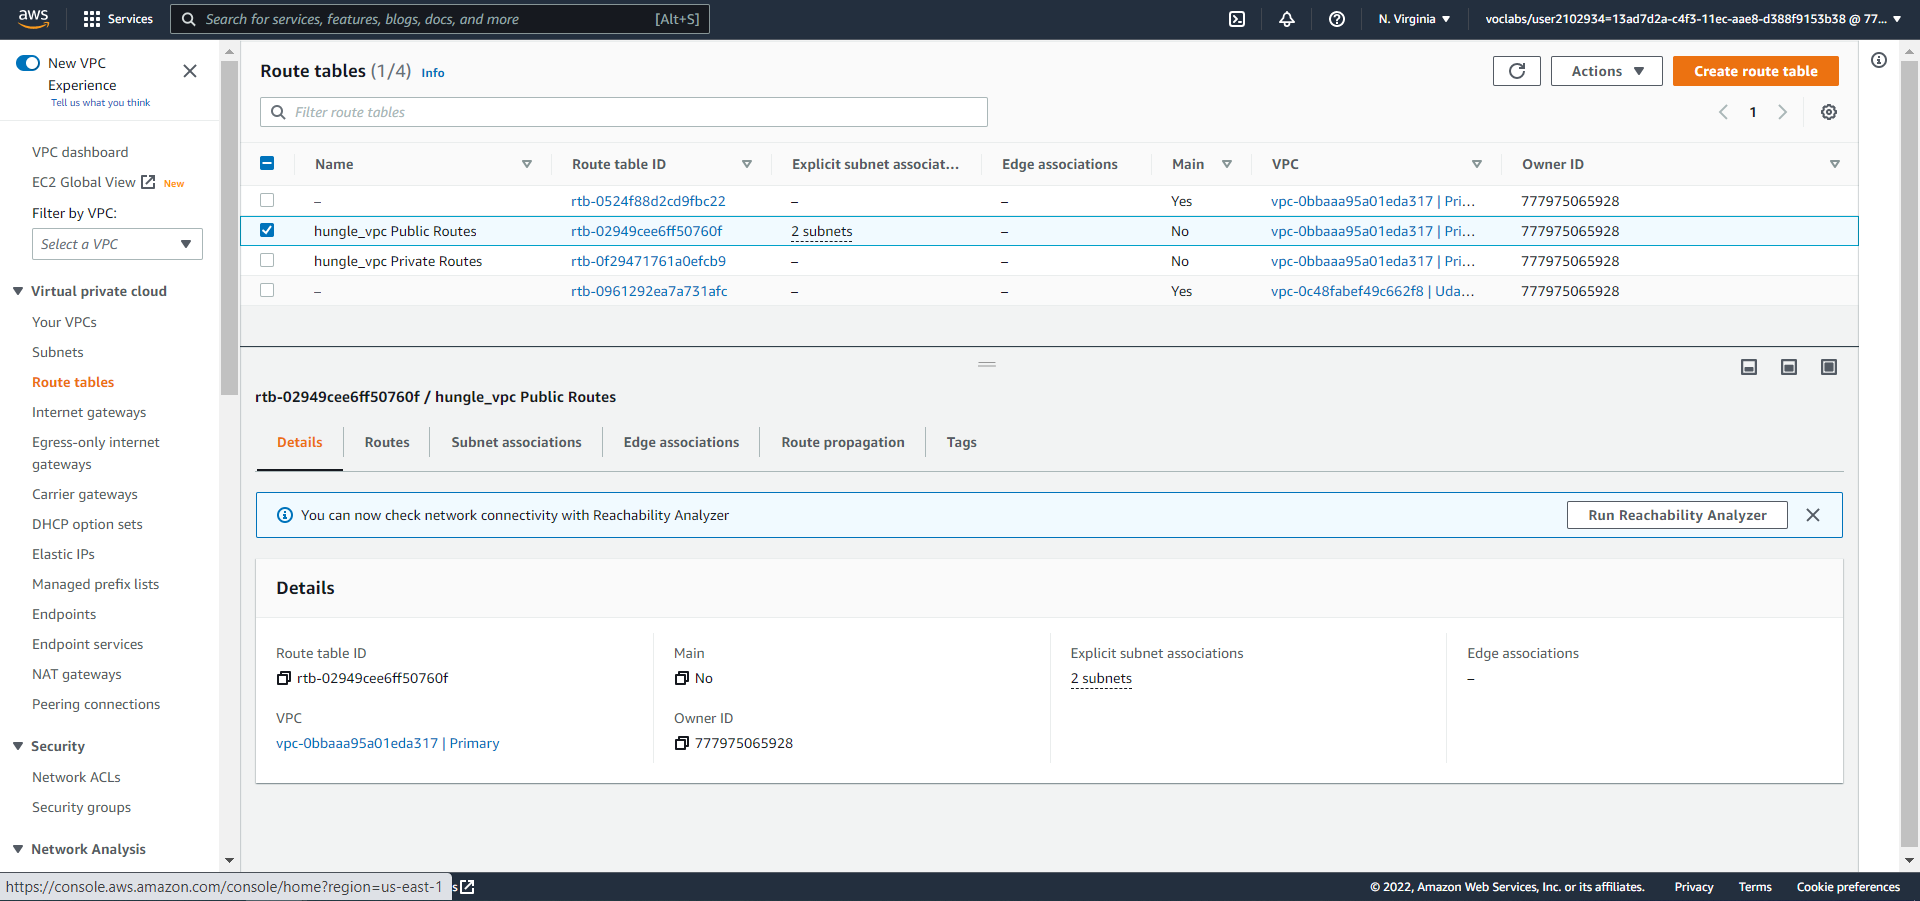 aws
Services
Search for services, features, blogs, docs, and more
[Alt+S]
N. Virginia
voclabs/user2102934=13ad7d2a-c4f3-11ec-aae8-d388f9153b38 @ 77...
New VPC
Experience
Tell us what you think
VPC dashboard
EC2 Global View
New
Filter by VPC:
Select a VPC
Virtual private cloud
Your VPCs
Subnets
Route tables
Internet gateways
Egress-only internet
gateways
Carrier gateways
DHCP option sets
Elastic IPs
Managed prefix lists
Endpoints
Endpoint services
NAT gateways
Peering connections
Security
Network ACLs
Security groups
Network Analysis
https://console.aws.amazon.com/console/home?region=us-east-1
Route tables (1/4) Info
Actions
Create route table
Filter route tables
1
Name Route table ID Explicit subnet associat... Edge associations Main VPC Owner ID
– rtb-0524f88d2cd9fbc22 – – Yes vpc-0bbaaa95a01eda317 | Pri... 777975065928
hungle_vpc Public Routes rtb-02949cee6ff50760f 2 subnets – No vpc-0bbaaa95a01eda317 | Pri... 777975065928
hungle_vpc Private Routes rtb-0f29471761a0efcb9 – – No vpc-0bbaaa95a01eda317 | Pri... 777975065928
– rtb-0961292ea7a731afc – – Yes vpc-0c48fabef49c662f8 | Uda... 777975065928
rtb-02949cee6ff50760f / hungle_vpc Public Routes
Details Routes Subnet associations Edge associations Route propagation Tags
You can now check network connectivity with Reachability Analyzer
Run Reachability Analyzer
Details
Route table ID
rtb-02949cee6ff50760f
Main
No
Explicit subnet associations
2 subnets
Edge associations
–
VPC
vpc-0bbaaa95a01eda317 | Primary
Owner ID
777975065928
© 2022, Amazon Web Services, Inc. or its affiliates.
Privacy
Terms
Cookie preferences